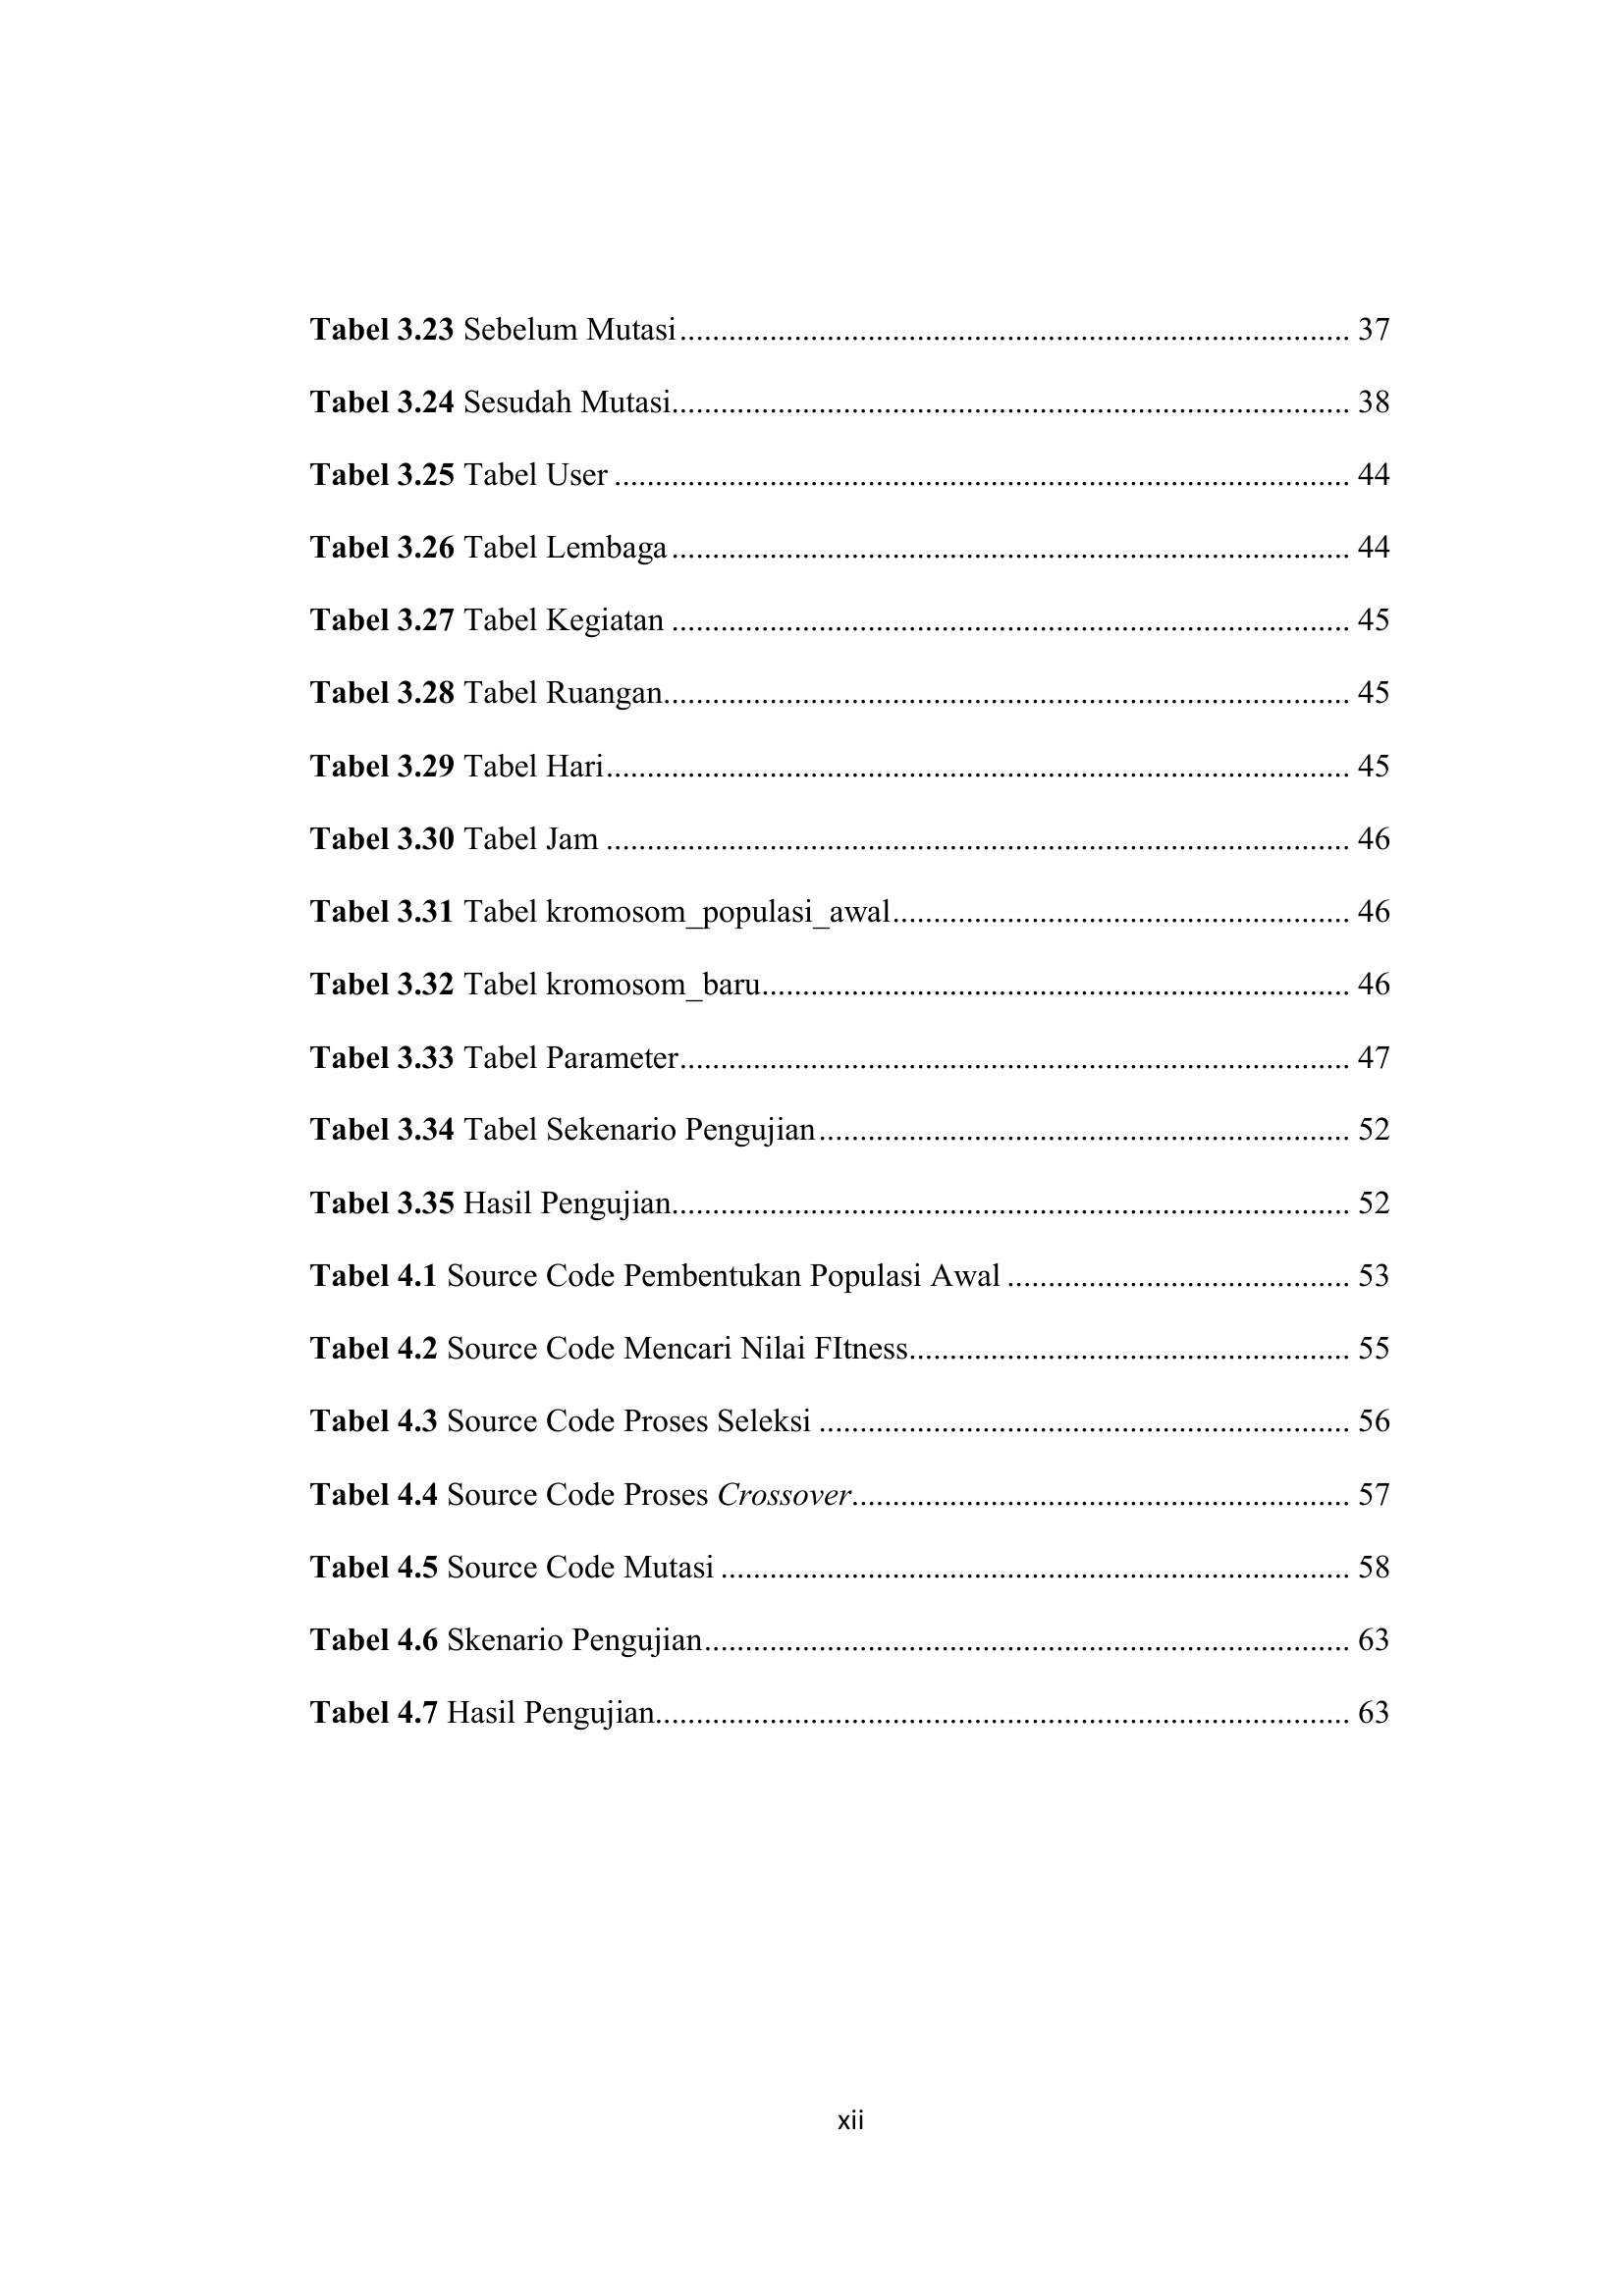 Tabel 3.23 Sebelum Mutasi.................................................................................. 37
Tabel 3.24 Sesudah Mutasi.................................................................................. 38
Tabel 3.25 Tabel User .......................................................................................... 44
Tabel 3.26 Tabel Lembaga ................................................................................... 44
Tabel 3.27 Tabel Kegiatan ................................................................................... 45
Tabel 3.28 Tabel Ruangan.................................................................................... 45
Tabel 3.29 Tabel Hari........................................................................................... 45
Tabel 3.30 Tabel Jam ........................................................................................... 46
Tabel 3.31 Tabel kromosom_populasi_awal........................................................ 46
Tabel 3.32 Tabel kromosom_baru........................................................................ 46
Tabel 3.33 Tabel Parameter.................................................................................. 47
Tabel 3.34 Tabel Sekenario Pengujian................................................................. 52
Tabel 3.35 Hasil Pengujian................................................................................... 52
Tabel 4.1 Source Code Pembentukan Populasi Awal .......................................... 53
Tabel 4.2 Source Code Mencari Nilai FItness...................................................... 55
Tabel 4.3 Source Code Proses Seleksi ................................................................. 56
Tabel 4.4 Source Code Proses Crossover............................................................. 57
Tabel 4.5 Source Code Mutasi ............................................................................. 58
Tabel 4.6 Skenario Pengujian............................................................................... 63
Tabel 4.7 Hasil Pengujian..................................................................................... 63
xii